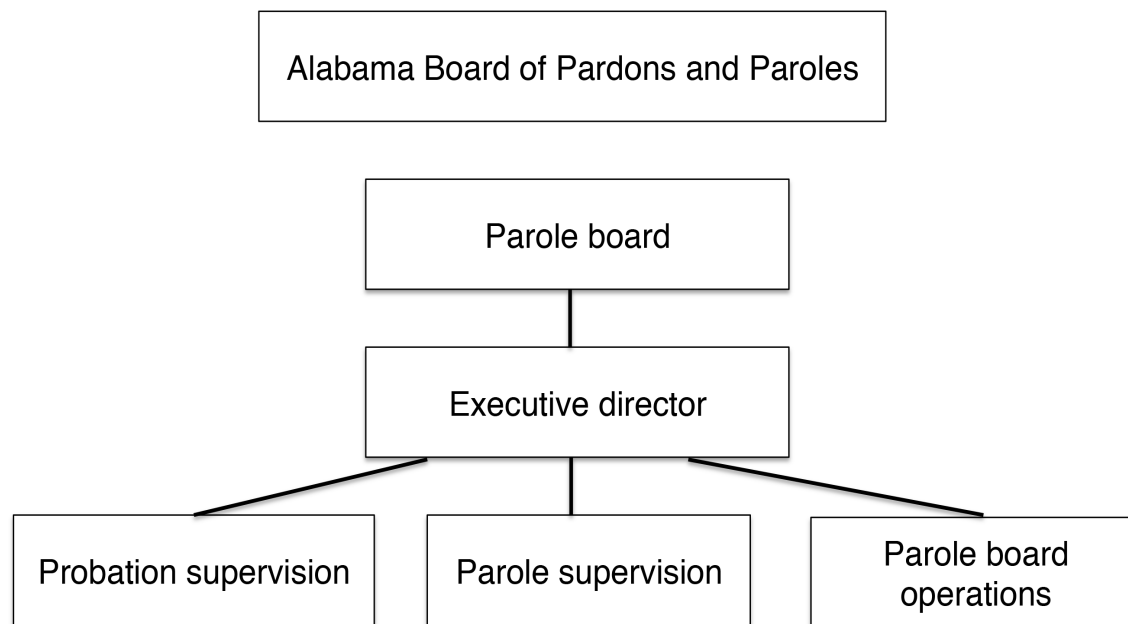 Alabama Board of Pardons and Paroles
Parole board
Executive director
Probation supervision
Parole supervision
Parole board
operations